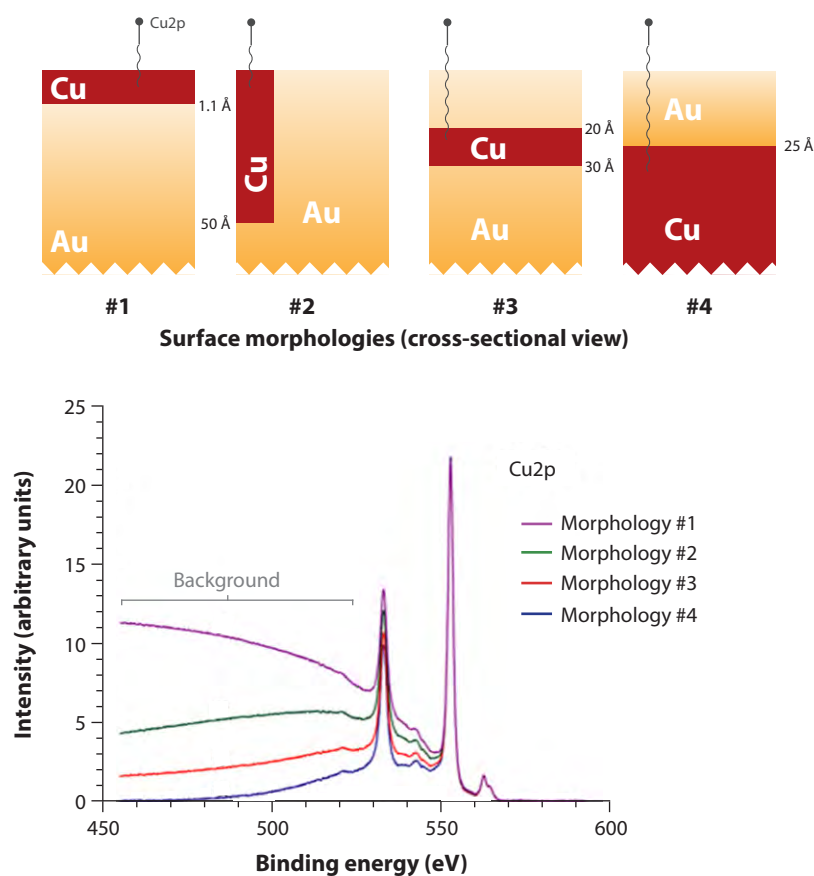 Cu2p
Cu
1.1 Å
Au
Cu
50 Å
Au
20 Å
Cu
30 Å
Au
Au
25 Å
Cu
#1
#2
#3
#4
Surface morphologies (cross-sectional view)
25
20
15
10
5
0
Intensity (arbitrary units)
Background
Cu2p
Morphology #1
Morphology #2
Morphology #3
Morphology #4
450
500
550
600
Binding energy (eV)